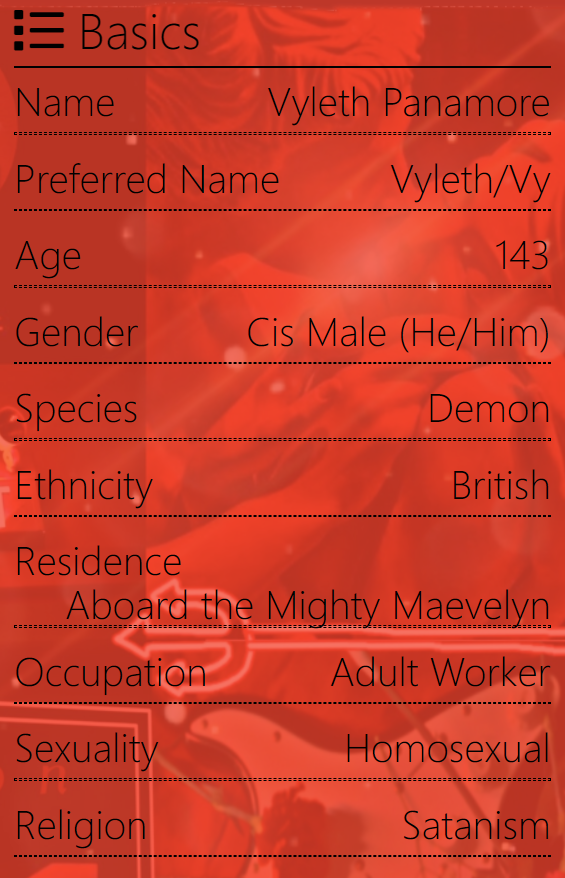 Basics
Name Vyleth Panamore
Preferred Name Vyleth/Vy
Age 143
Gender Cis Male (He/Him)
Species Demon
Ethnicity British
Residence
Aboard the Mighty Maevelyn
Occupation Adult Worker
Sexuality Homosexual
Religion Satanism